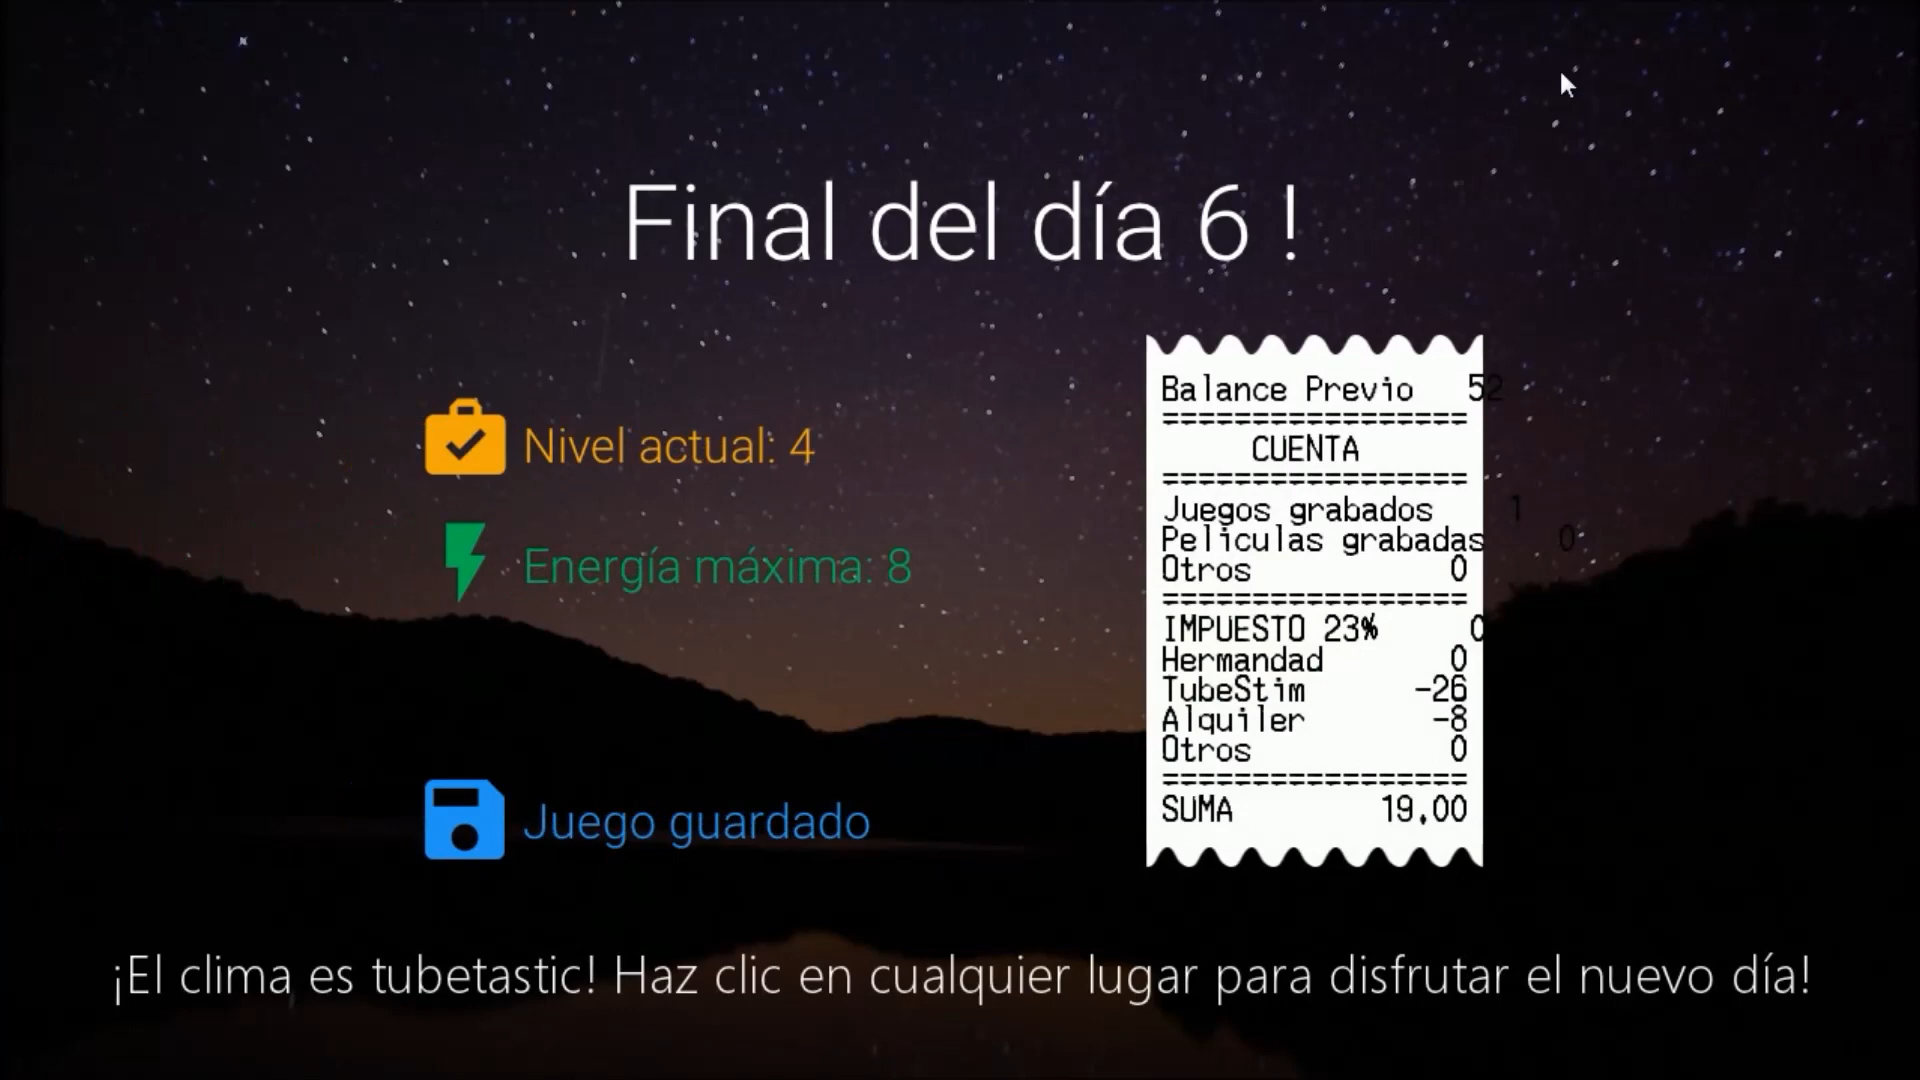 Final del día 6 !
Nivel actual: 4
Energía máxima: 8
Juego guardado
Balance Previo 52
=================
CUENTA
=================
Juegos grabados 1
Peliculas grabadas 0
Otros 0
=================
IMPUESTO 23% 0
Hermandad 0
TubeStim -26
Alquiler -8
Otros 0
=================
SUMA 19.00
¡El clima es tubetastic! Haz clic en cualquier lugar para disfrutar el nuevo día!